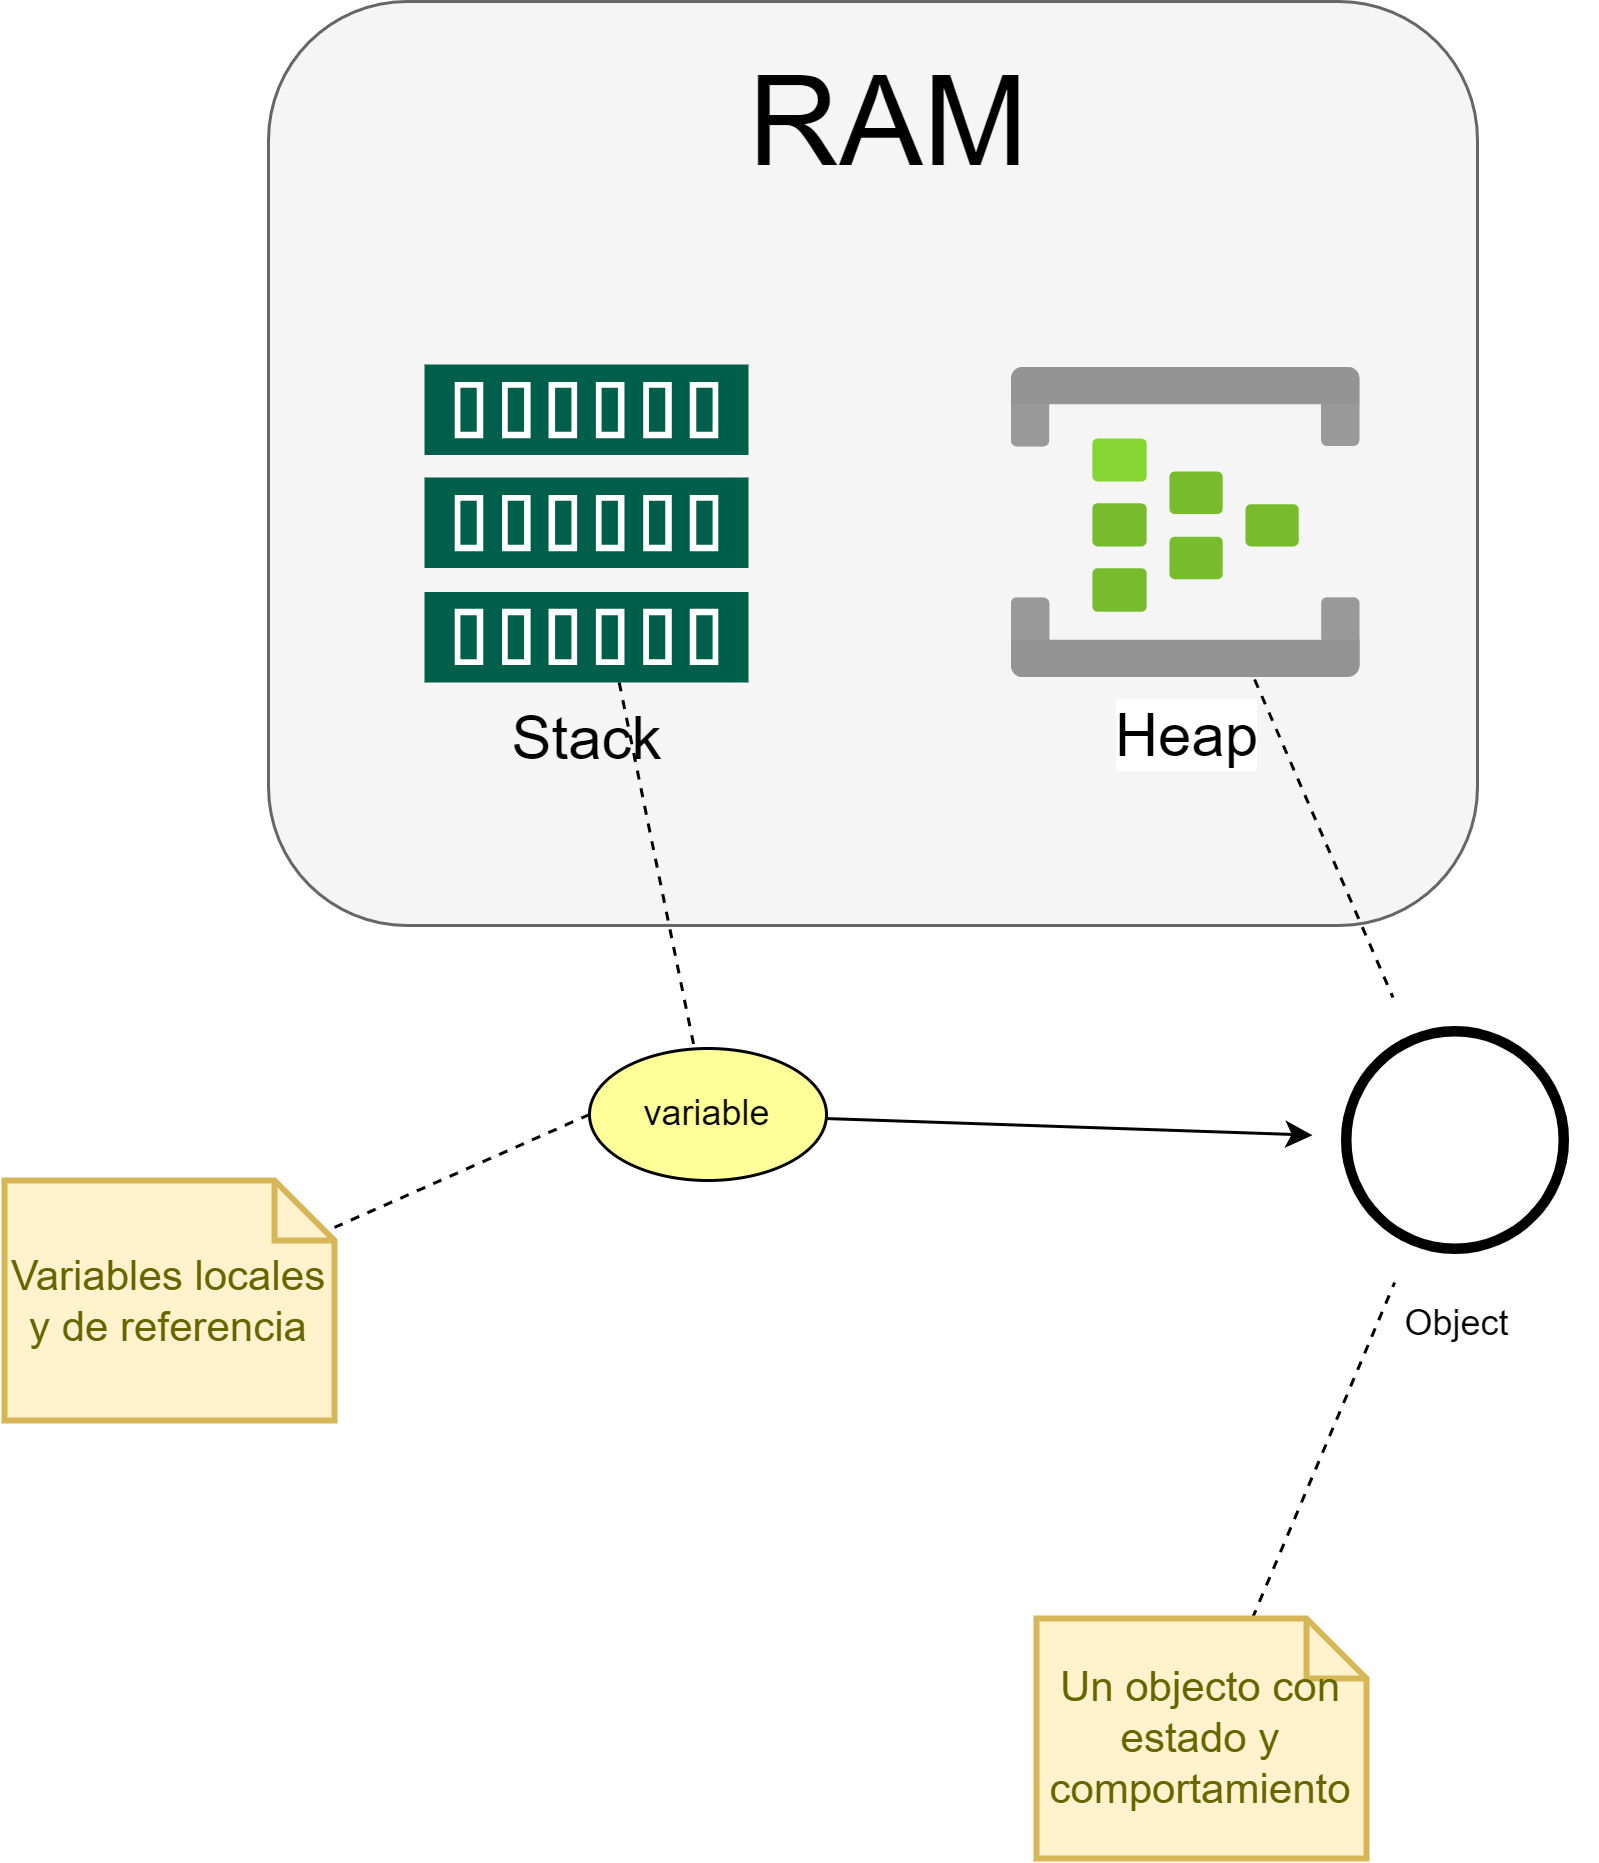 RAM
Stack
Heap
variable
Variables locales
y de referencia
Object
Un objecto con
estado y
comportamiento